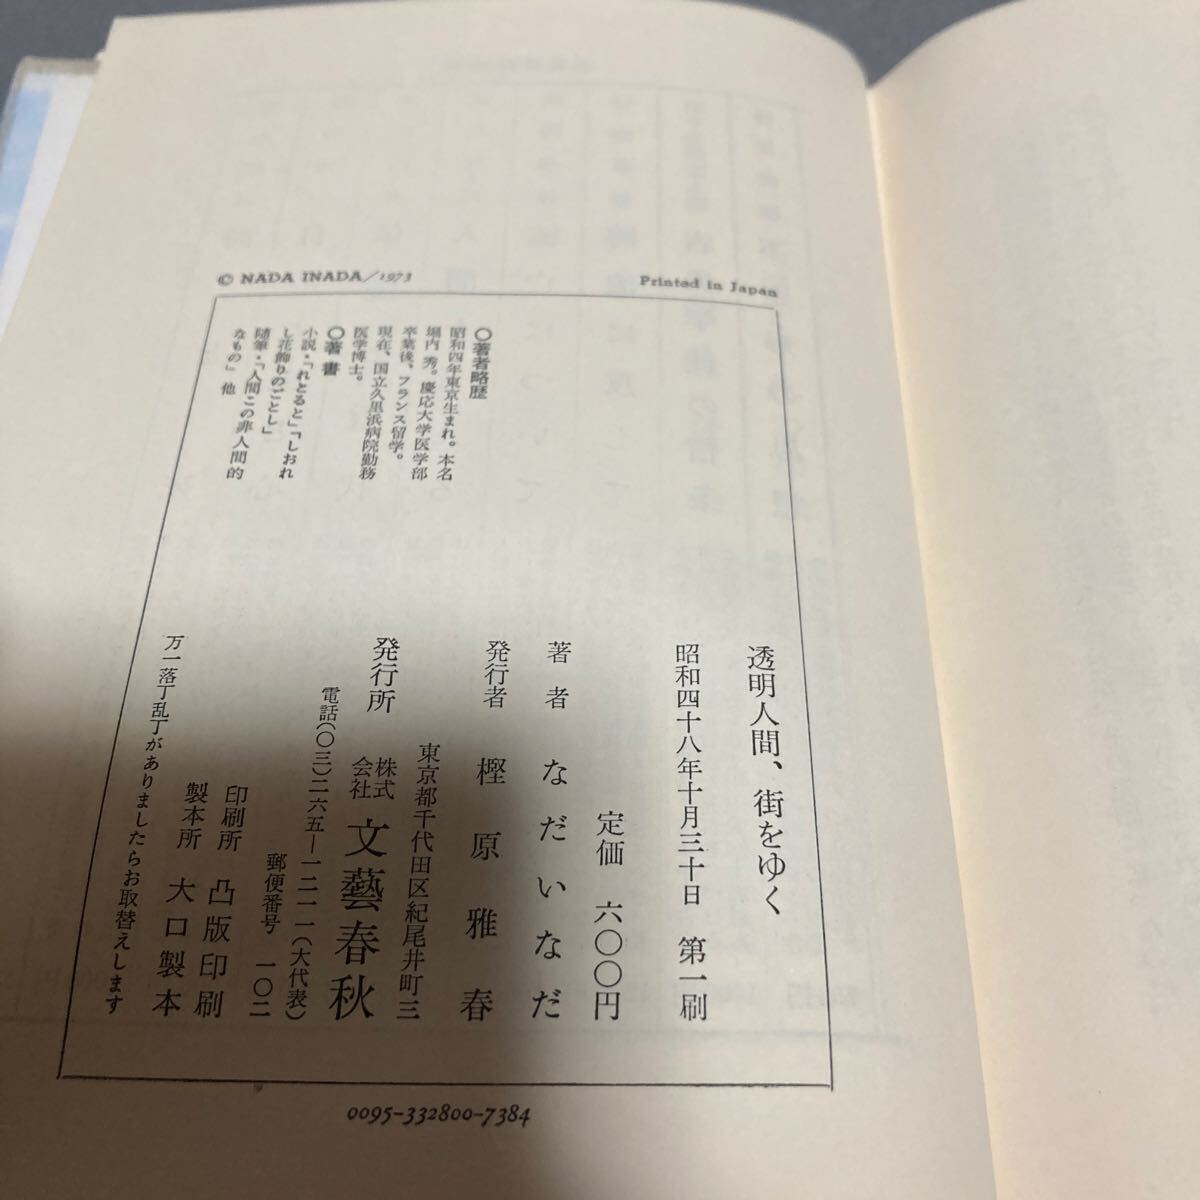 © NADA INADA/1973
Printed in Japan
○著者略歴
昭和四年東京生まれ。本名
堀内 秀。慶応大学医学部
卒業後、フランス留学。
現在、国立久里浜病院勤務
医学博士。
○著書
小説・「れとると」「しおれ
し花飾りのごとし」
随筆・「人間この非人間的
なもの」他
透明人間、街をゆく
昭和四十八年十月三十日 第一刷
定価 六〇〇円
著者 なだいなだ
発行者 樫原雅春
東京都千代田区紀尾井町三
発行所 株式会社 文藝春秋
電話(〇三)二六五―一二一一(大代表)
郵便番号 一〇二
印刷所 凸版印刷
製本所 大口製本
万一落丁乱丁がありましたらお取替えします
0095-332800-7384